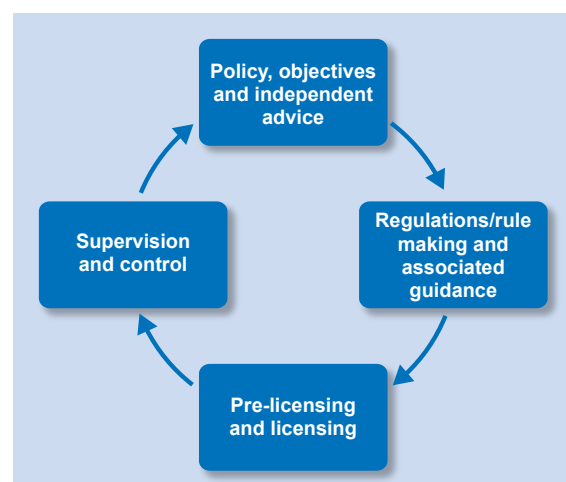 Policy, objectives
and independent
advice
Regulations/rule
making and
associated
guidance
Pre-licensing
and licensing
Supervision
and control